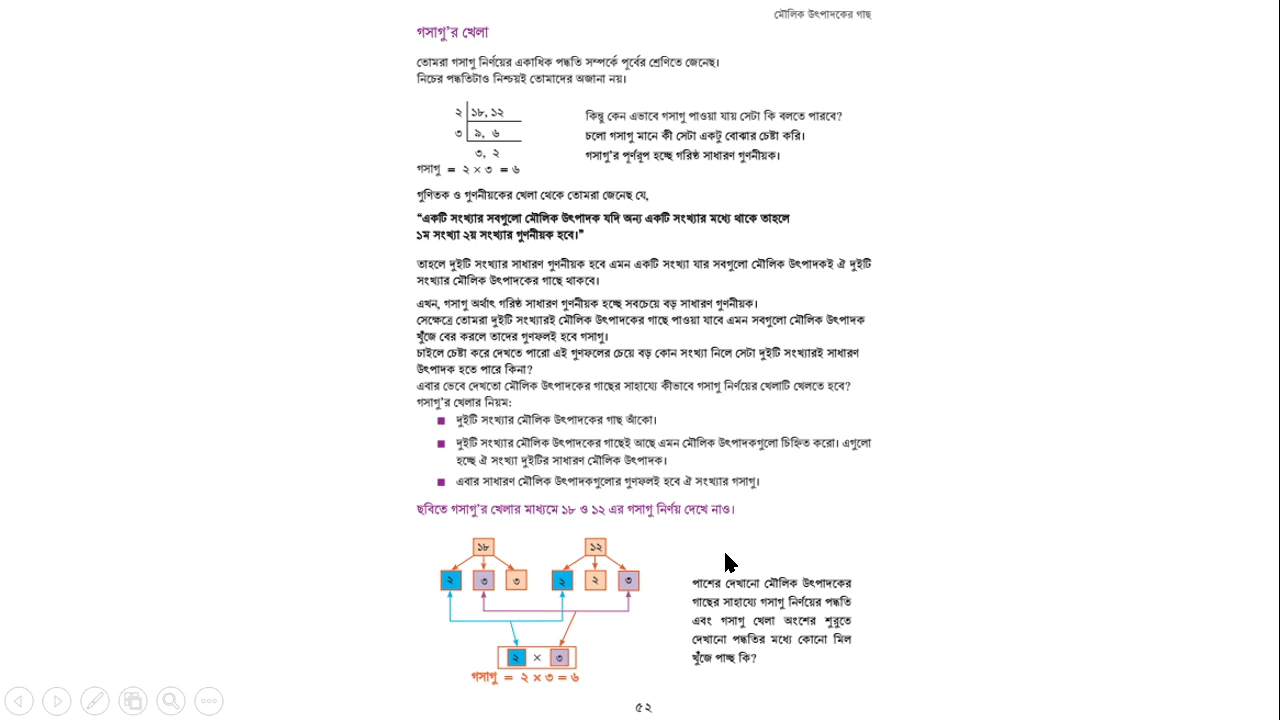 মৌলিক উৎপাদকের গাছ
গসাগু'র খেলা
তোমরা গসাগু নির্ণয়ের একাধিক পদ্ধতি সম্পর্কে পূর্বের শ্রেণিতে জেনেছ।
নিচের পদ্ধতিটাও নিশ্চয়ই তোমাদের অজানা নয়।
২ ১৮, ১২
৩ ৯, ৬
৩, ২
গসাগু = ২ × ৩ = ৬
কিন্তু কেন এভাবে গসাগু পাওয়া যায় সেটা কি বলতে পারবে?
চলো গসাগু মানে কী সেটা একটু বোঝার চেষ্টা করি।
গসাগু'র পূর্ণরূপ হচ্ছে গরিষ্ঠ সাধারণ গুণনীয়ক।
গুণিতক ও গুণনীয়কের খেলা থেকে তোমরা জেনেছ যে,
“একটি সংখ্যার সবগুলো মৌলিক উৎপাদক যদি অন্য একটি সংখ্যার মধ্যে থাকে তাহলে
১ম সংখ্যা ২য় সংখ্যার গুণনীয়ক হবে।”
তাহলে দুইটি সংখ্যার সাধারণ গুণনীয়ক হবে এমন একটি সংখ্যা যার সবগুলো মৌলিক উৎপাদকই ঐ দুইটি
সংখ্যার মৌলিক উৎপাদকের গাছে থাকবে।
এখন, গসাগু অর্থাৎ গরিষ্ঠ সাধারণ গুণনীয়ক হচ্ছে সবচেয়ে বড় সাধারণ গুণনীয়ক।
সেক্ষেত্রে তোমরা দুইটি সংখ্যারই মৌলিক উৎপাদকের গাছে পাওয়া যাবে এমন সবগুলো মৌলিক উৎপাদক
খুঁজে বের করলে তাদের গুণফলই হবে গসাগু।
চাইলে চেষ্টা করে দেখতে পারো এই গুণফলের চেয়ে বড় কোন সংখ্যা নিলে সেটা দুইটি সংখ্যারই সাধারণ
উৎপাদক হতে পারে কিনা?
এবার ভেবে দেখতো মৌলিক উৎপাদকের গাছের সাহায্যে কীভাবে গসাগু নির্ণয়ের খেলাটি খেলতে হবে?
গসাগু'র খেলার নিয়ম:
■ দুইটি সংখ্যার মৌলিক উৎপাদকের গাছ আঁকো।
■ দুইটি সংখ্যার মৌলিক উৎপাদকের গাছেই আছে এমন মৌলিক উৎপাদকগুলো চিহ্নিত করো। এগুলো
হচ্ছে ঐ সংখ্যা দুইটির সাধারণ মৌলিক উৎপাদক।
■ এবার সাধারণ মৌলিক উৎপাদকগুলোর গুণফলই হবে ঐ সংখ্যার গসাগু।
ছবিতে গসাগু'র খেলার মাধ্যমে ১৮ ও ১২ এর গসাগু নির্ণয় দেখে নাও।
১৮ ১২
২ ৩ ৩ ২ ২ ৩
২ × ৩
গসাগু = ২ × ৩ = ৬
পাশের দেখানো মৌলিক উৎপাদকের
গাছের সাহায্যে গসাগু নির্ণয়ের পদ্ধতি
এবং গসাগু খেলা অংশের শুরুতে
দেখানো পদ্ধতির মধ্যে কোনো মিল
খুঁজে পাচ্ছ কি?
৫২